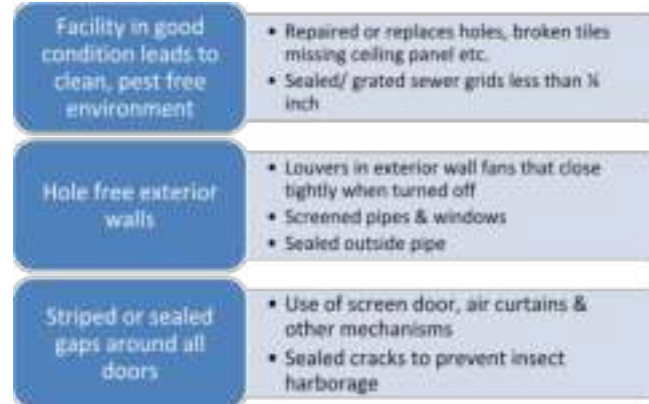 Facility in good
condition leads to
clean, pest free
environment
• Repaired or replaces holes, broken tiles
missing ceiling panel etc.
• Sealed/ grated sewer grids less than ¼
inch
Hole free exterior
walls
• Louvers in exterior wall fans that close
tightly when turned off
• Screened pipes & windows
• Sealed outside pipe
Striped or sealed
gaps around all
doors
• Use of screen door, air curtains &
other mechanisms
• Sealed cracks to prevent insect
harborage